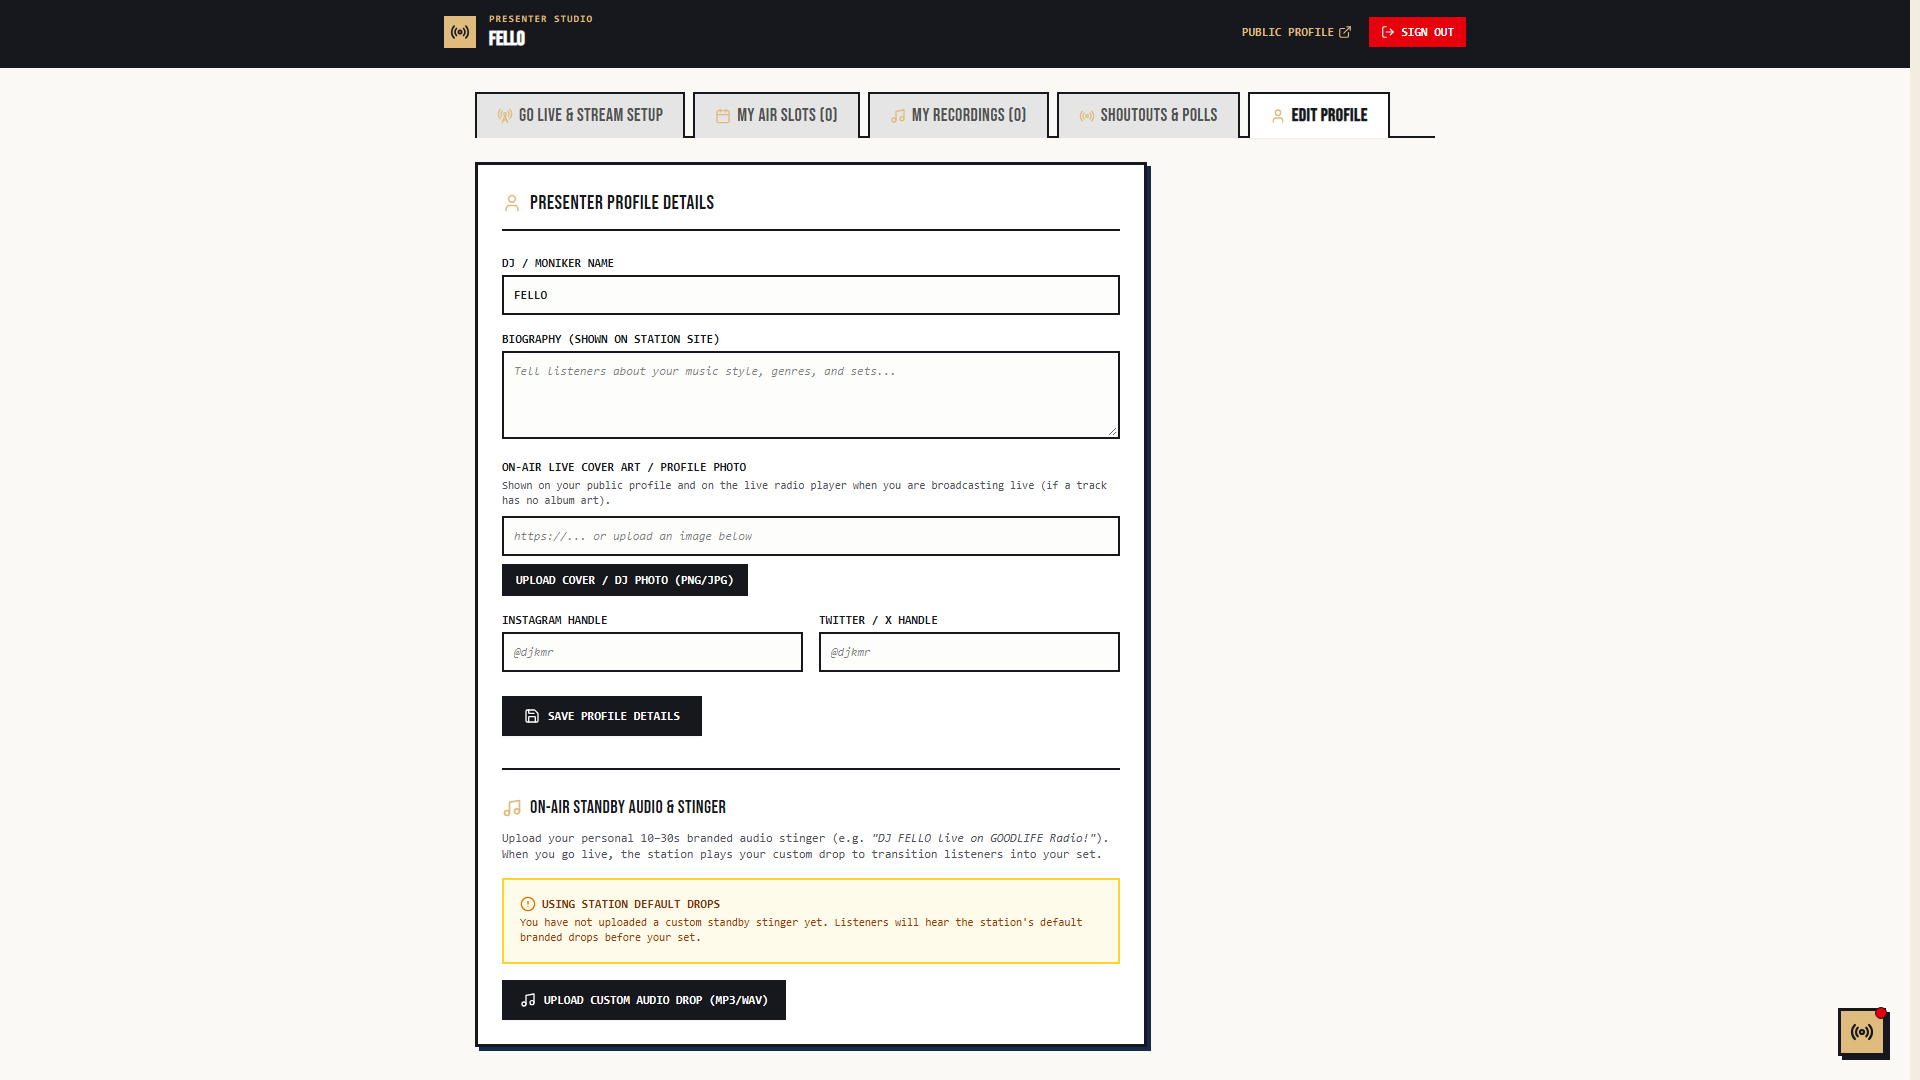 PRESENTER STUDIO
FELLO
PUBLIC PROFILE
SIGN OUT
GO LIVE & STREAM SETUP
MY AIR SLOTS (0)
MY RECORDINGS (0)
SHOUTOUTS & POLLS
EDIT PROFILE
PRESENTER PROFILE DETAILS
DJ / MONIKER NAME
FELLO
BIOGRAPHY (SHOWN ON STATION SITE)
Tell listeners about your music style, genres, and sets...
ON-AIR LIVE COVER ART / PROFILE PHOTO
Shown on your public profile and on the live radio player when you are broadcasting live (if a track
has no album art).
https://... or upload an image below
UPLOAD COVER / DJ PHOTO (PNG/JPG)
INSTAGRAM HANDLE
TWITTER / X HANDLE
@djkmr
@djkmr
SAVE PROFILE DETAILS
ON-AIR STANDBY AUDIO & STINGER
Upload your personal 10–30s branded audio stinger (e.g. "DJ FELLO live on GOODLIFE Radio!").
When you go live, the station plays your custom drop to transition listeners into your set.
USING STATION DEFAULT DROPS
You have not uploaded a custom standby stinger yet. Listeners will hear the station's default
branded drops before your set.
UPLOAD CUSTOM AUDIO DROP (MP3/WAV)